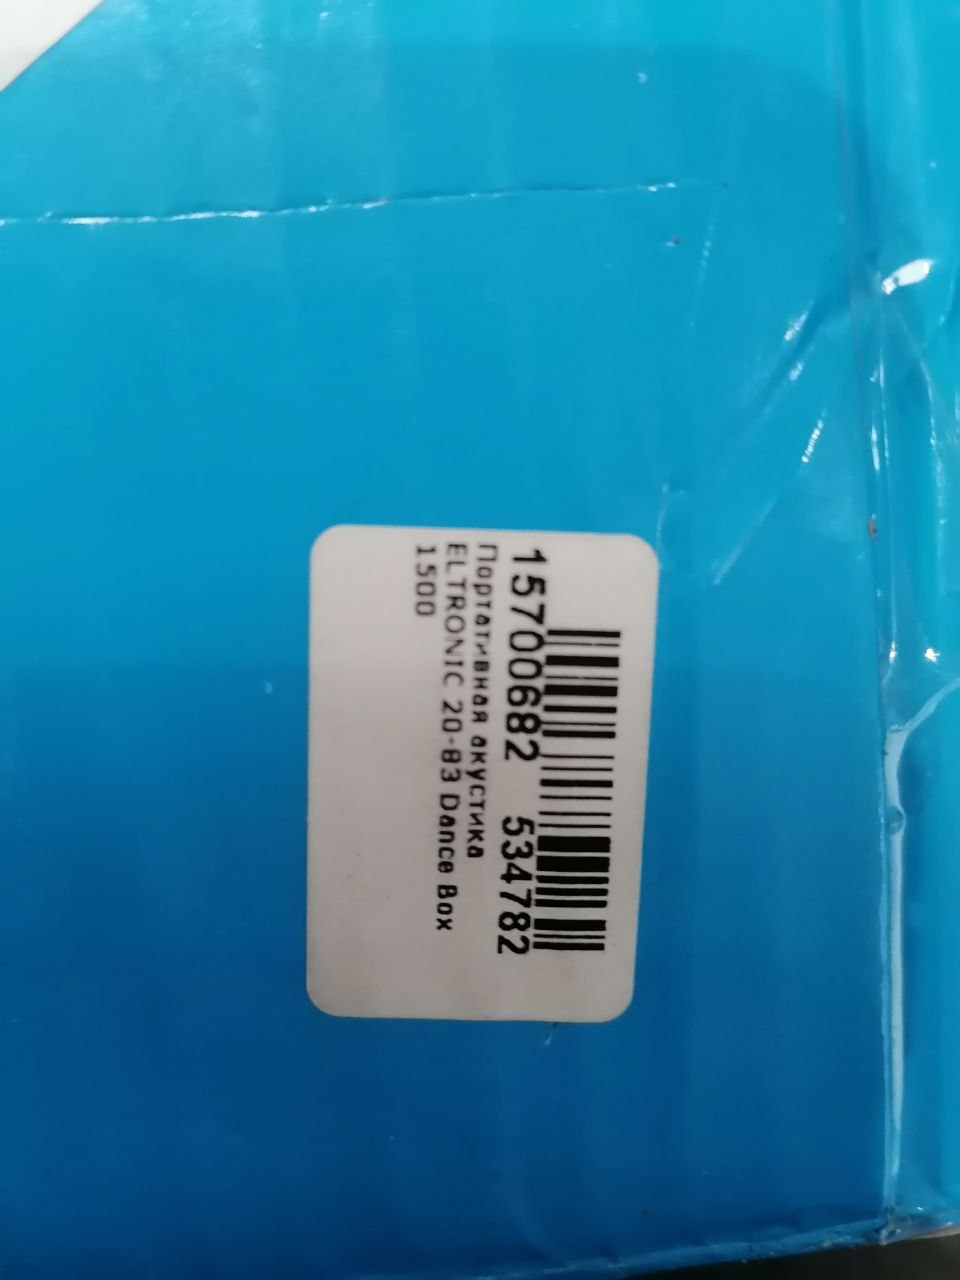 15700682 534782
Портативная акустика
ELTRONIC 20-83 Dance Box
1500